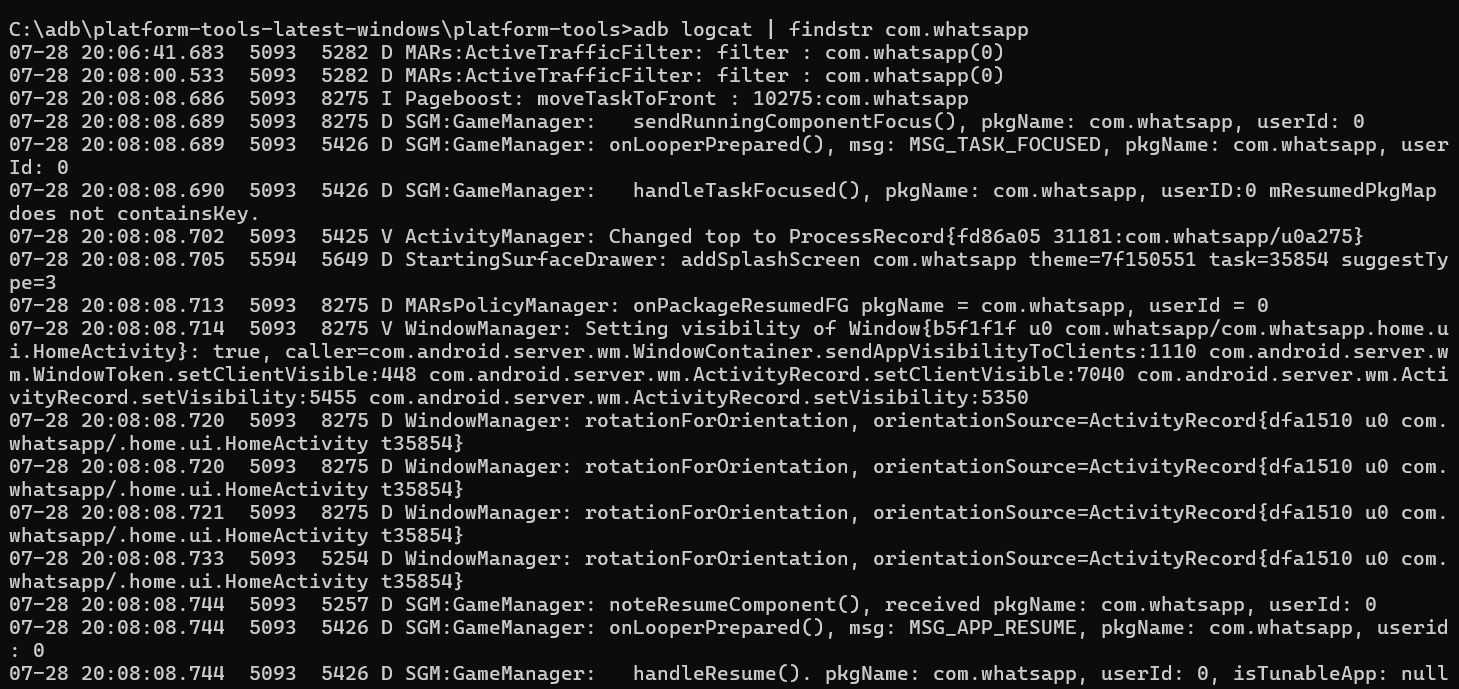 C:\adb\platform-tools-latest-windows\platform-tools>adb logcat | findstr com.whatsapp
07-28 20:06:41.683  5093  5282 D MARs:ActiveTrafficFilter: filter : com.whatsapp(0)
07-28 20:08:00.533  5093  5282 D MARs:ActiveTrafficFilter: filter : com.whatsapp(0)
07-28 20:08:08.686  5093  8275 I Pageboost: moveTaskToFront : 10275:com.whatsapp
07-28 20:08:08.689  5093  8275 D SGM:GameManager:   sendRunningComponentFocus(), pkgName: com.whatsapp, userId: 0
07-28 20:08:08.689  5093  5426 D SGM:GameManager: onLooperPrepared(), msg: MSG_TASK_FOCUSED, pkgName: com.whatsapp, user
Id: 0
07-28 20:08:08.690  5093  5426 D SGM:GameManager:   handleTaskFocused(), pkgName: com.whatsapp, userID:0 mResumedPkgMap
does not containsKey.
07-28 20:08:08.702  5093  5425 V ActivityManager: Changed top to ProcessRecord{fd86a05 31181:com.whatsapp/u0a275}
07-28 20:08:08.705  5594  5649 D StartingSurfaceDrawer: addSplashScreen com.whatsapp theme=7f150551 task=35854 suggestTy
pe=3
07-28 20:08:08.713  5093  8275 D MARsPolicyManager: onPackageResumedFG pkgName = com.whatsapp, userId = 0
07-28 20:08:08.714  5093  8275 V WindowManager: Setting visibility of Window{b5f1f1f u0 com.whatsapp/com.whatsapp.home.u
i.HomeActivity}: true, caller=com.android.server.wm.WindowContainer.sendAppVisibilityToClients:1110 com.android.server.w
m.WindowToken.setClientVisible:448 com.android.server.wm.ActivityRecord.setClientVisible:7040 com.android.server.wm.Acti
vityRecord.setVisibility:5455 com.android.server.wm.ActivityRecord.setVisibility:5350
07-28 20:08:08.720  5093  8275 D WindowManager: rotationForOrientation, orientationSource=ActivityRecord{dfa1510 u0 com.
whatsapp/.home.ui.HomeActivity t35854}
07-28 20:08:08.720  5093  8275 D WindowManager: rotationForOrientation, orientationSource=ActivityRecord{dfa1510 u0 com.
whatsapp/.home.ui.HomeActivity t35854}
07-28 20:08:08.721  5093  8275 D WindowManager: rotationForOrientation, orientationSource=ActivityRecord{dfa1510 u0 com.
whatsapp/.home.ui.HomeActivity t35854}
07-28 20:08:08.733  5093  5254 D WindowManager: rotationForOrientation, orientationSource=ActivityRecord{dfa1510 u0 com.
whatsapp/.home.ui.HomeActivity t35854}
07-28 20:08:08.744  5093  5257 D SGM:GameManager: noteResumeComponent(), received pkgName: com.whatsapp, userId: 0
07-28 20:08:08.744  5093  5426 D SGM:GameManager: onLooperPrepared(), msg: MSG_APP_RESUME, pkgName: com.whatsapp, userid
: 0
07-28 20:08:08.744  5093  5426 D SGM:GameManager:   handleResume(). pkgName: com.whatsapp, userId: 0, isTunableApp: null